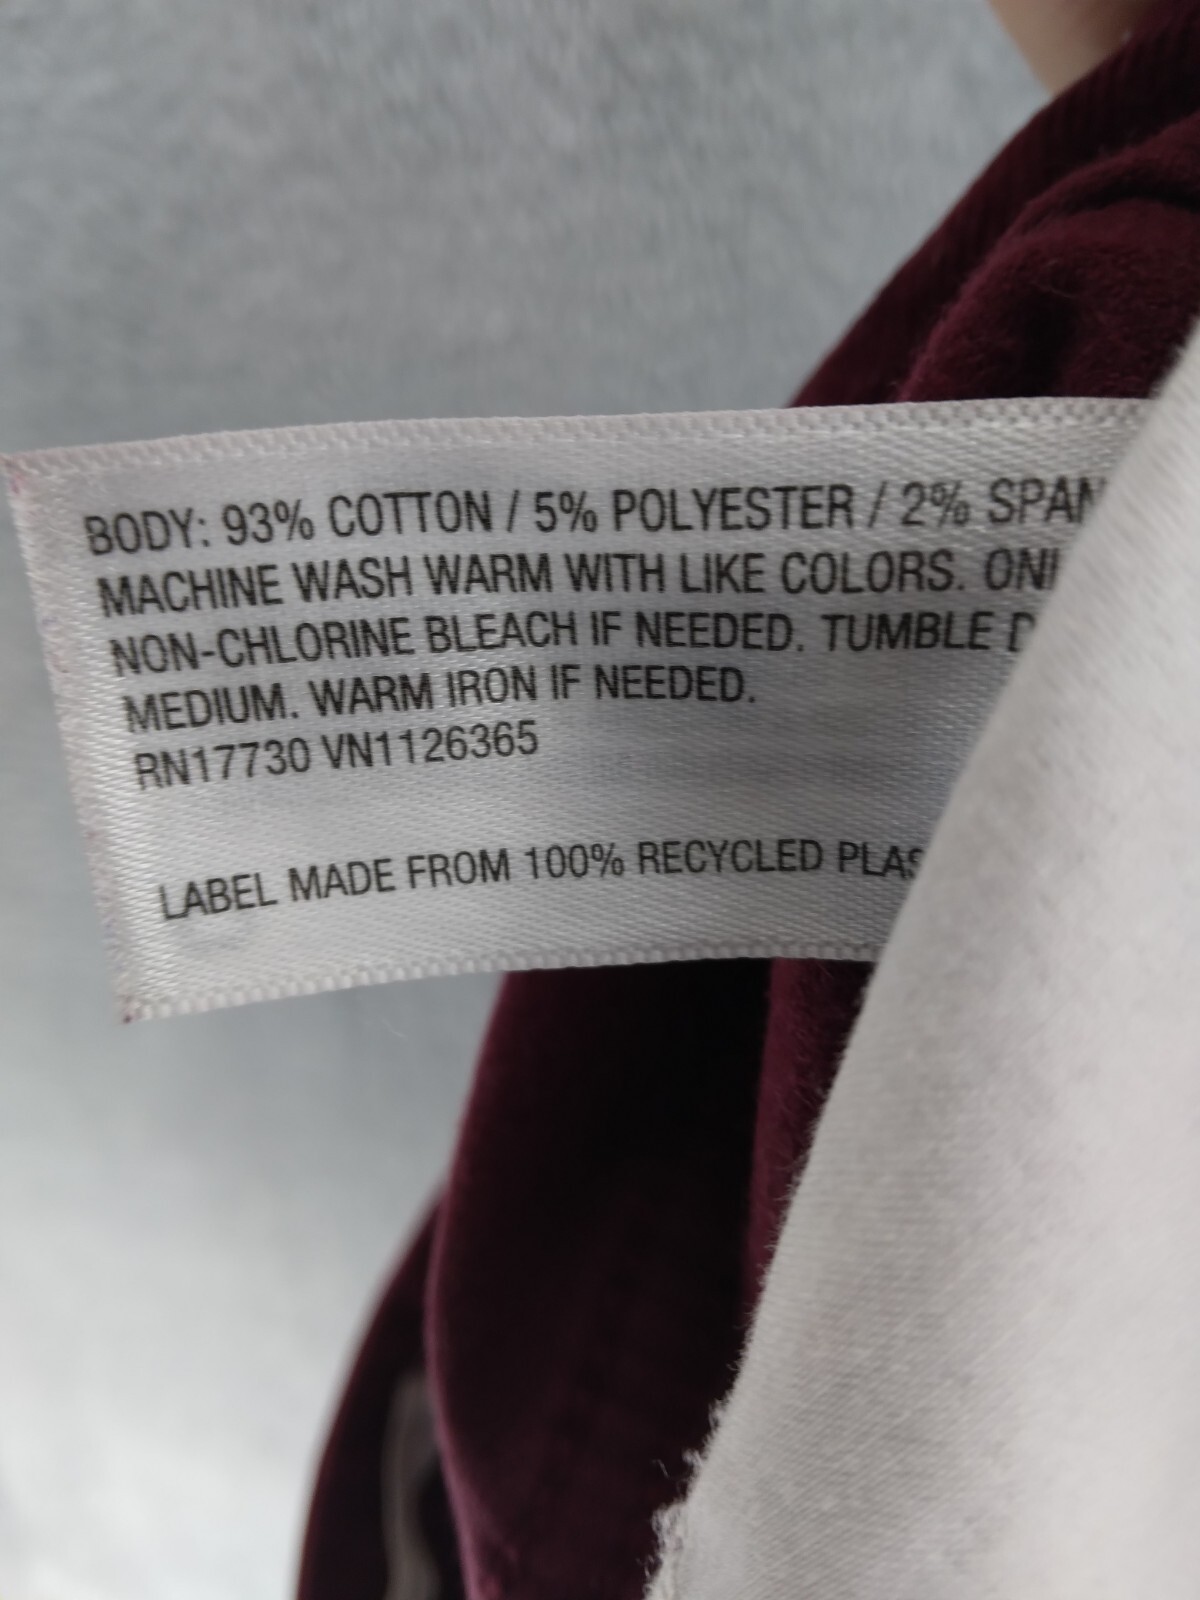 BODY: 93% COTTON / 5% POLYESTER / 2% SPAN
MACHINE WASH WARM WITH LIKE COLORS. ONL
NON-CHLORINE BLEACH IF NEEDED. TUMBLE D
MEDIUM. WARM IRON IF NEEDED.
RN17730 VN1126365
LABEL MADE FROM 100% RECYCLED PLAS